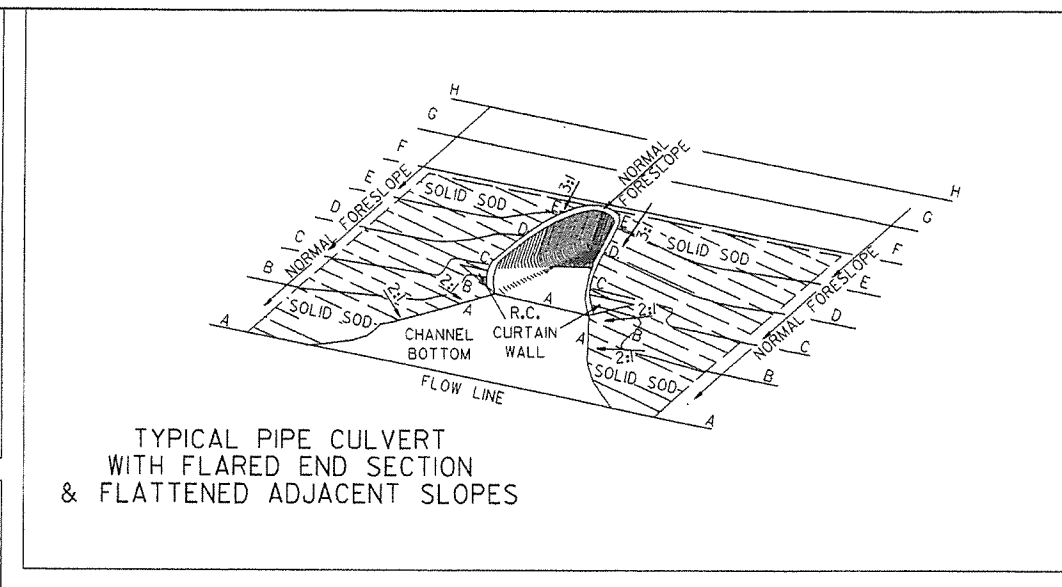 H
G
NORMAL
FORESLOPE
F
E
3:1
H
D
NORMAL FORESLOPE
SOLID SOD
E
E
G
C
D
3:1
SOLID SOD
F
B
C
D
E
2:1
2:1
B
C
NORMAL FORESLOPE
D
A
SOLID SOD
A
A
2:1
C
CHANNEL
BOTTOM
R.C.
CURTAIN
WALL
A
B
2:1
B
FLOW LINE
SOLID SOD
A
TYPICAL PIPE CULVERT
WITH FLARED END SECTION
& FLATTENED ADJACENT SLOPES